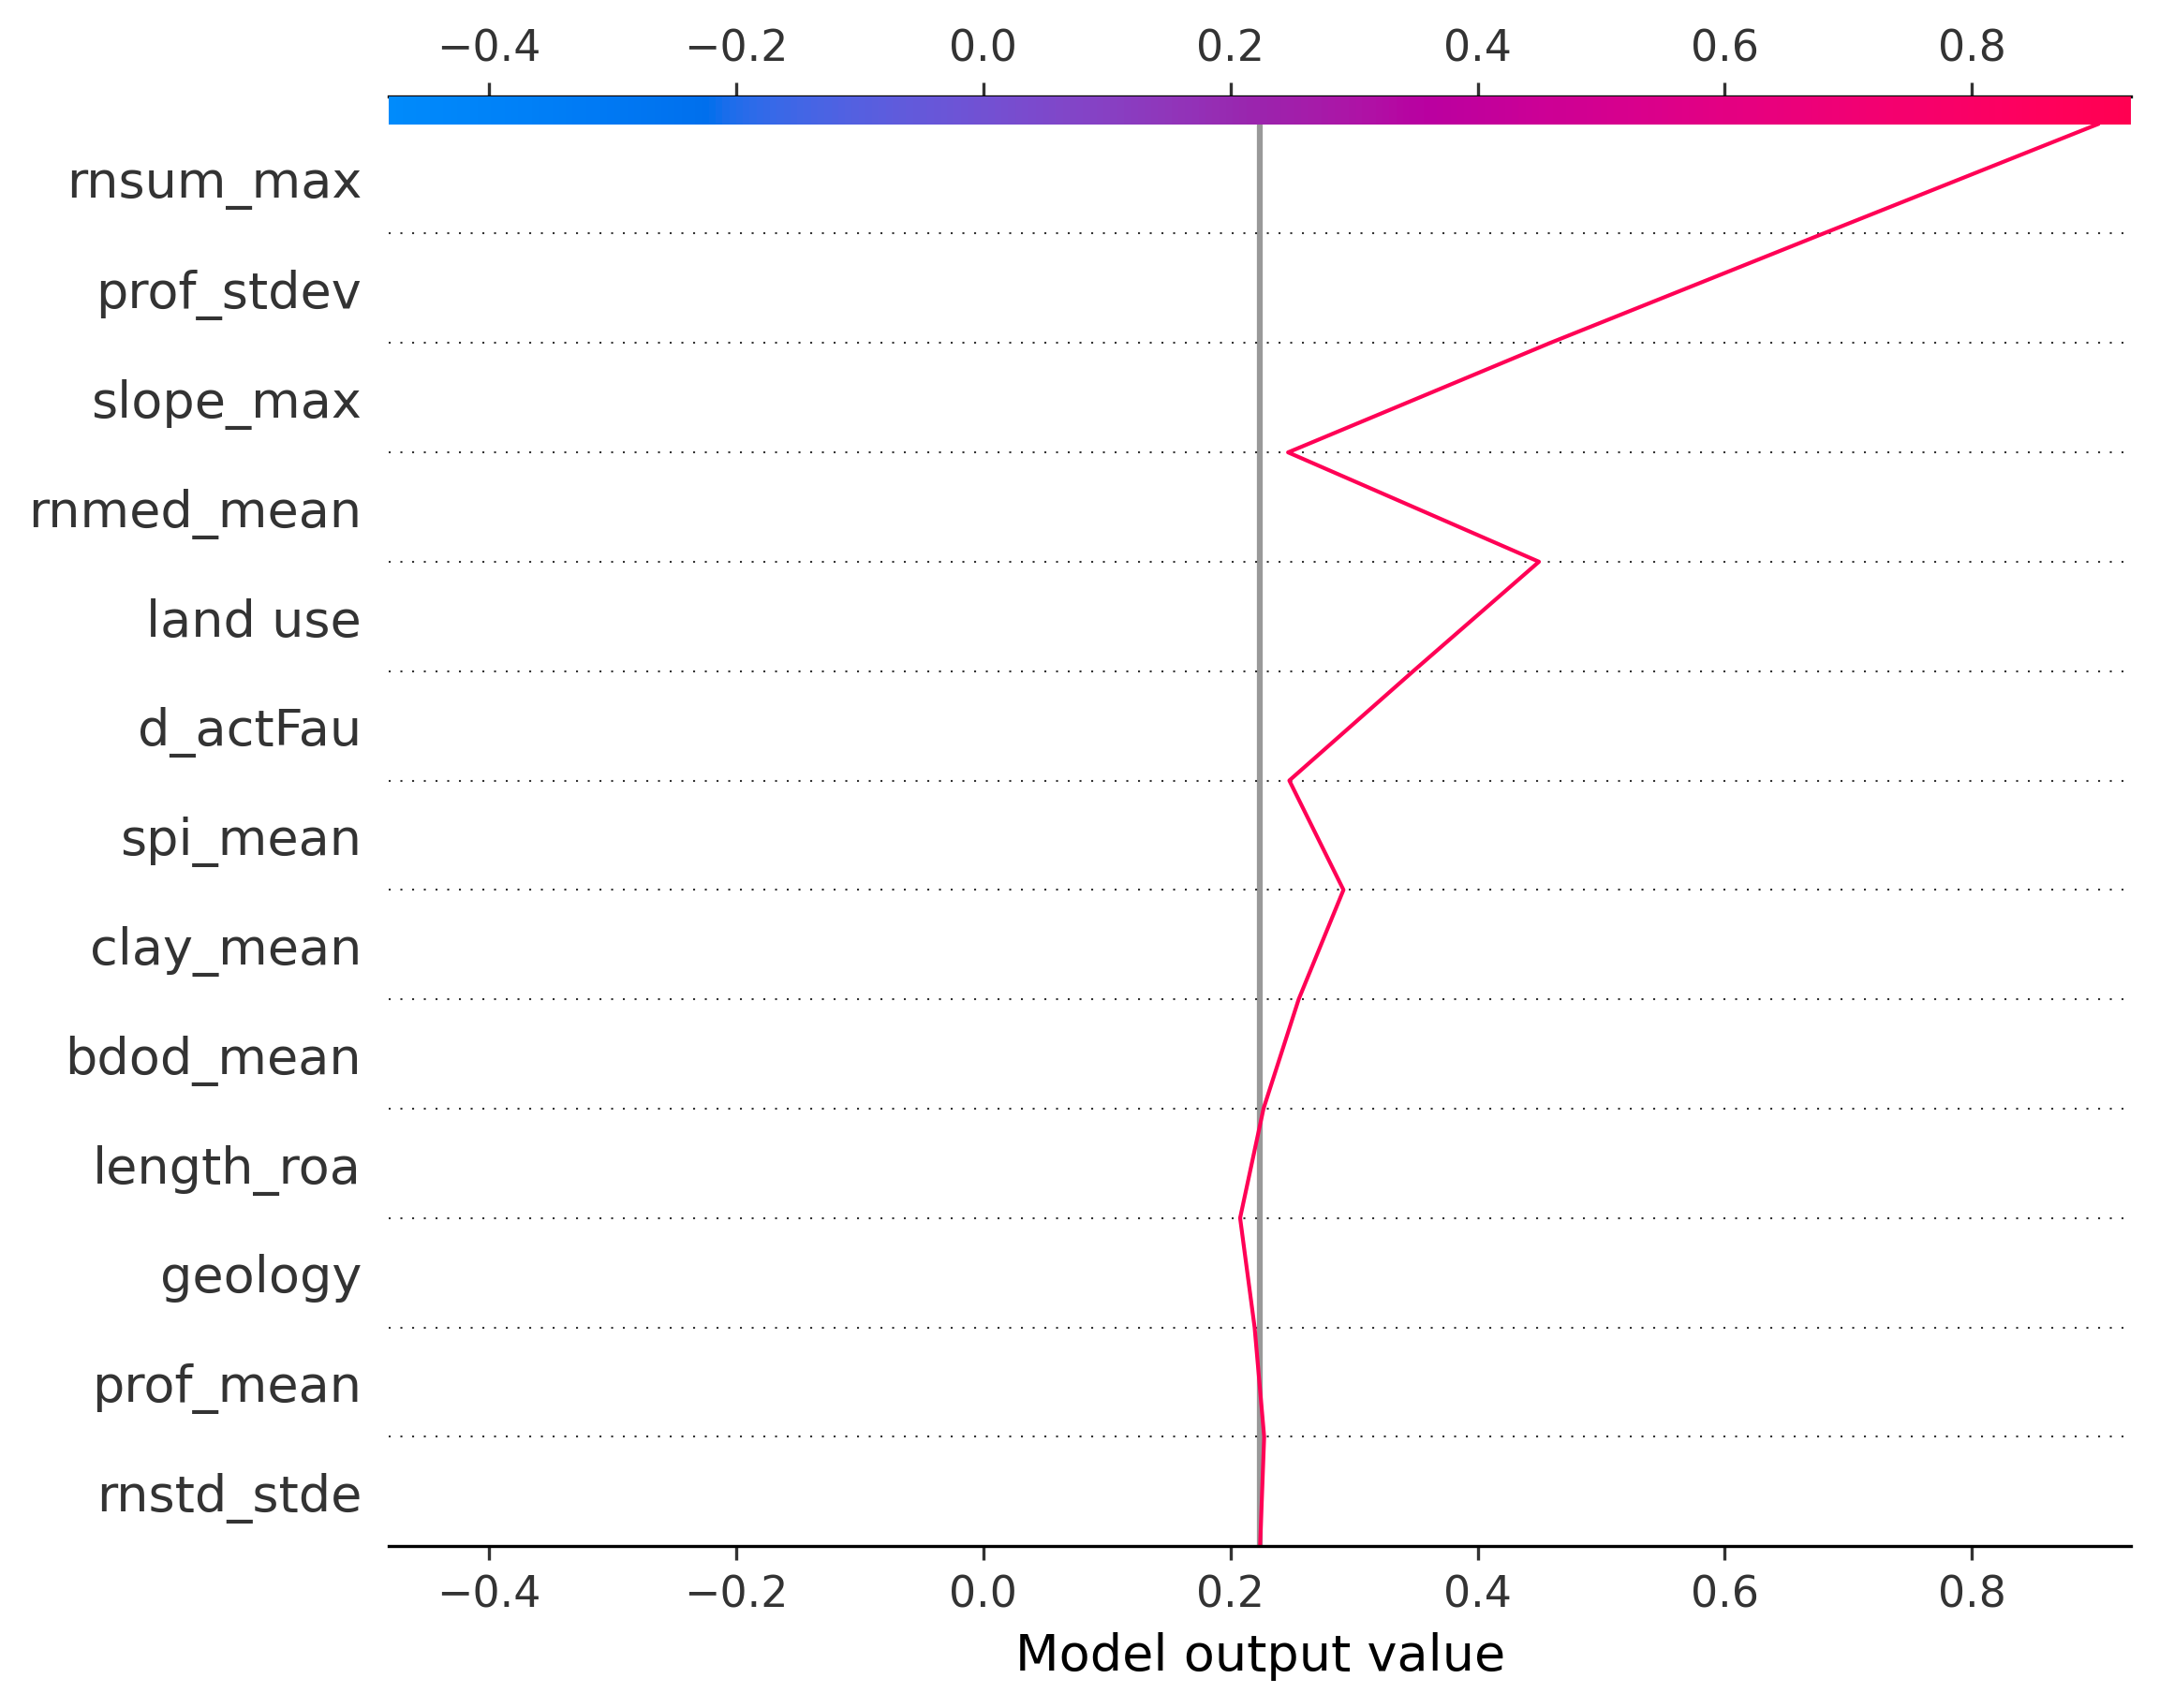 −0.4 −0.2 0.0 0.2 0.4 0.6 0.8
rnsum_max
prof_stdev
slope_max
rnmed_mean
land use
d_actFau
spi_mean
clay_mean
bdod_mean
length_roa
geology
prof_mean
rnstd_stde
−0.4 −0.2 0.0 0.2 0.4 0.6 0.8
Model output value